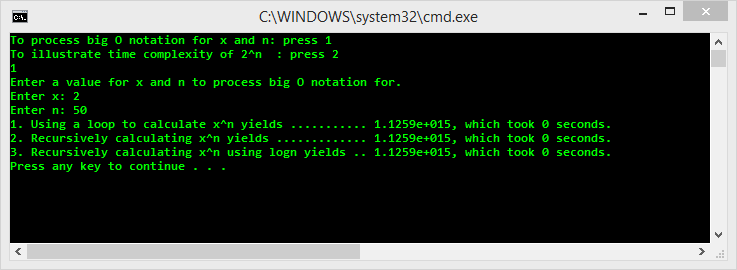 C:\WINDOWS\system32\cmd.exe
To process big O notation for x and n: press 1
To illustrate time complexity of 2^n  : press 2
1
Enter a value for x and n to process big O notation for.
Enter x: 2
Enter n: 50
1. Using a loop to calculate x^n yields ........... 1.1259e+015, which took 0 seconds.
2. Recursively calculating x^n yields ............. 1.1259e+015, which took 0 seconds.
3. Recursively calculating x^n using logn yields .. 1.1259e+015, which took 0 seconds.
Press any key to continue . . .